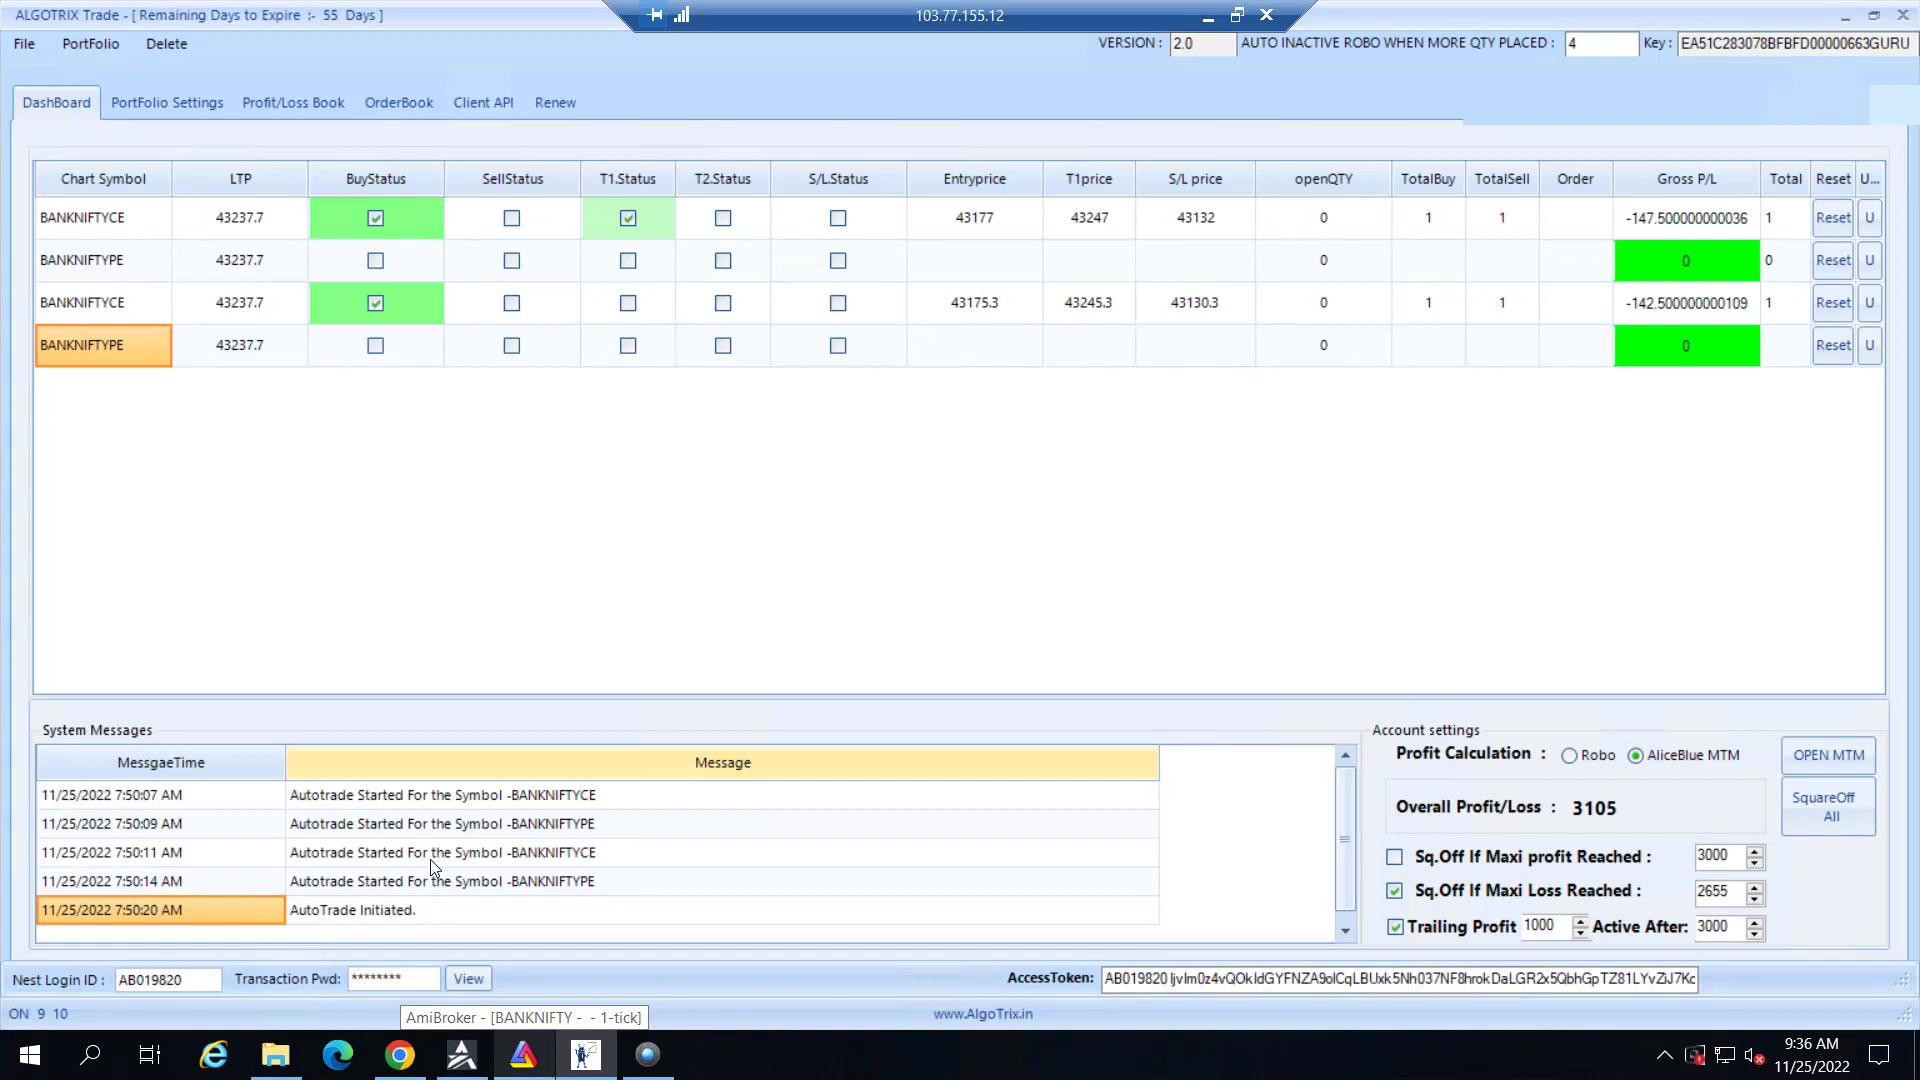 ALGOTRIX Trade - [ Remaining Days to Expire :- 55 Days ]
103.77.155.12
File PortFolio Delete
VERSION : 2.0 AUTO INACTIVE ROBO WHEN MORE QTY PLACED : 4 Key : EA51C283078BFBFD00000663GURU
DashBoard PortFolio Settings Profit/Loss Book OrderBook Client API Renew
Chart Symbol LTP BuyStatus SellStatus T1.Status T2.Status S/L.Status Entryprice T1price S/L price openQTY TotalBuy TotalSell Order Gross P/L Total Reset U...
BANKNIFTYCE 43237.7 43177 43247 43132 0 1 1 -147.500000000036 1 Reset U
BANKNIFTYPE 43237.7 0 0 0 Reset U
BANKNIFTYCE 43237.7 43175.3 43245.3 43130.3 0 1 1 -142.500000000109 1 Reset U
BANKNIFTYPE 43237.7 0 0 Reset U
System Messages
MessgaeTime Message
11/25/2022 7:50:07 AM Autotrade Started For the Symbol -BANKNIFTYCE
11/25/2022 7:50:09 AM Autotrade Started For the Symbol -BANKNIFTYPE
11/25/2022 7:50:11 AM Autotrade Started For the Symbol -BANKNIFTYCE
11/25/2022 7:50:14 AM Autotrade Started For the Symbol -BANKNIFTYPE
11/25/2022 7:50:20 AM AutoTrade Initiated.
Account settings
Profit Calculation : Robo AliceBlue MTM OPEN MTM
Overall Profit/Loss : 3105
SquareOff
All
Sq.Off If Maxi profit Reached : 3000
Sq.Off If Maxi Loss Reached : 2655
Trailing Profit 1000 Active After: 3000
Nest Login ID : AB019820 Transaction Pwd: ******** View
AccessToken: AB019820
ON 9 10
AmiBroker - [BANKNIFTY - - 1-tick]
www.AlgoTrix.in
9:36 AM
11/25/2022